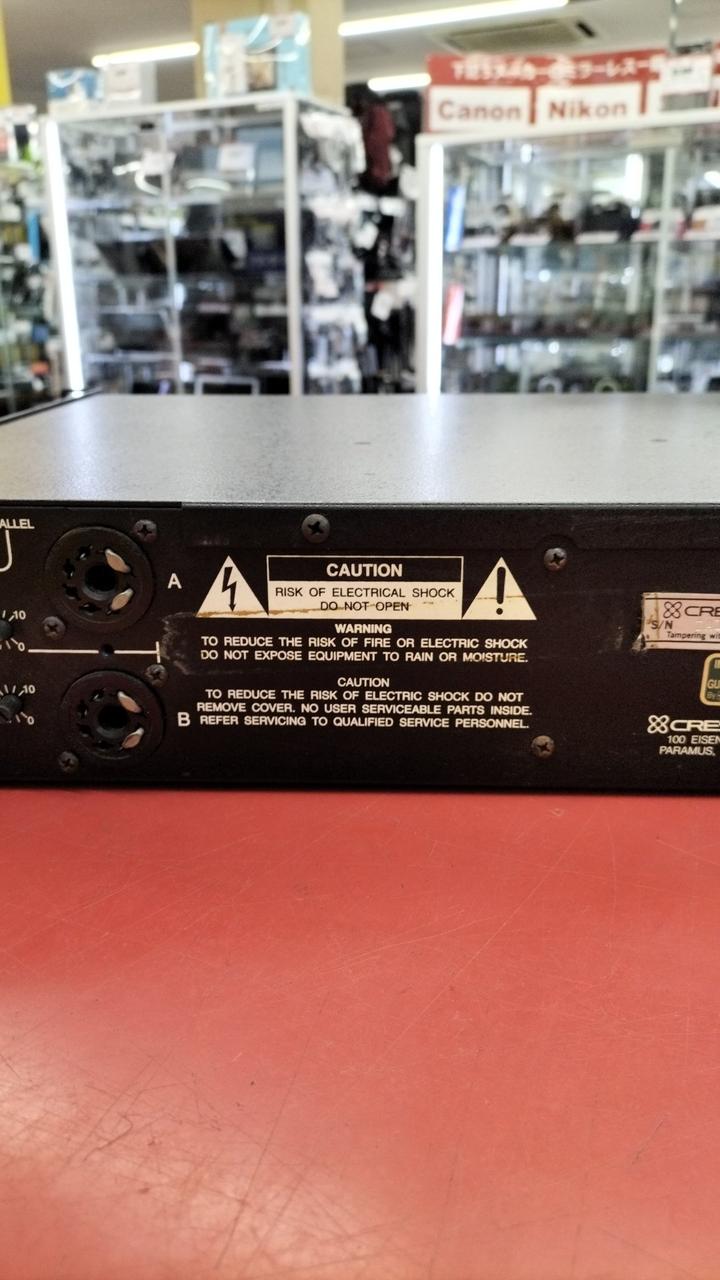 Canon
Nikon
ALLEL
A
10
0
10
0
B
CAUTION
RISK OF ELECTRICAL SHOCK
DO NOT OPEN
WARNING
TO REDUCE THE RISK OF FIRE OR ELECTRIC SHOCK
DO NOT EXPOSE EQUIPMENT TO RAIN OR MOISTURE.
CAUTION
TO REDUCE THE RISK OF ELECTRIC SHOCK DO NOT
REMOVE COVER. NO USER SERVICEABLE PARTS INSIDE.
REFER SERVICING TO QUALIFIED SERVICE PERSONNEL.
CRE
S/N
Tampering wit
GU
CRES
100 EISEN
PARAMUS,